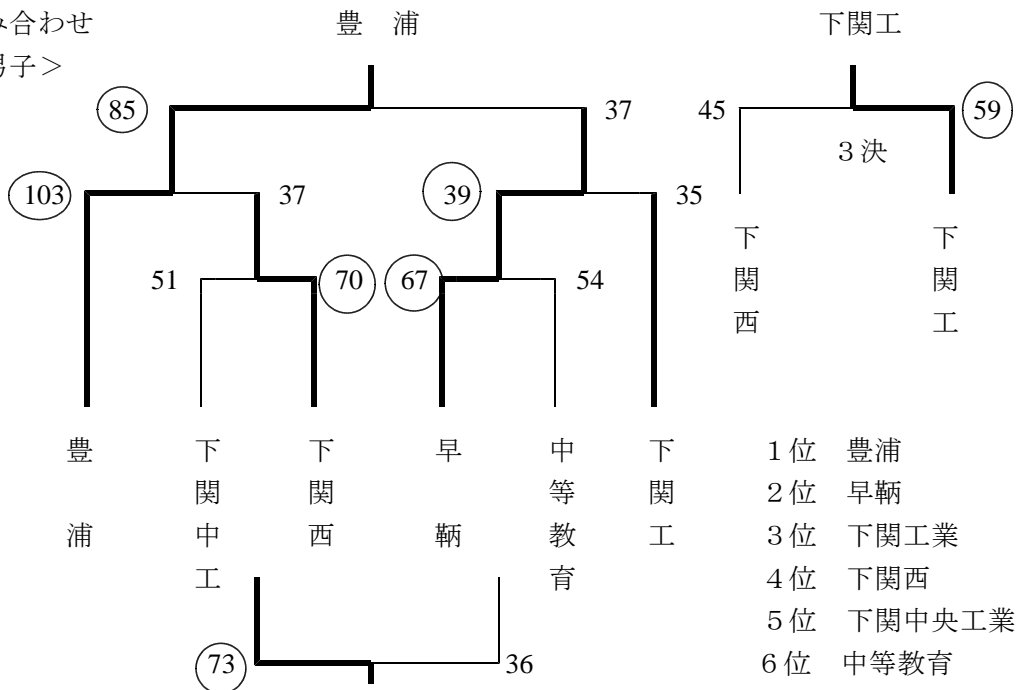 み合わせ
豊 浦
下関工
男子＞
85
37
45
59
3決
103
37
39
35
下関西
下関工
51
70
67
54
豊浦
下関中工
下関西
早鞆
中等教育
下関工
1位 豊浦
2位 早鞆
3位 下関工業
4位 下関西
5位 下関中央工業
6位 中等教育
73
36